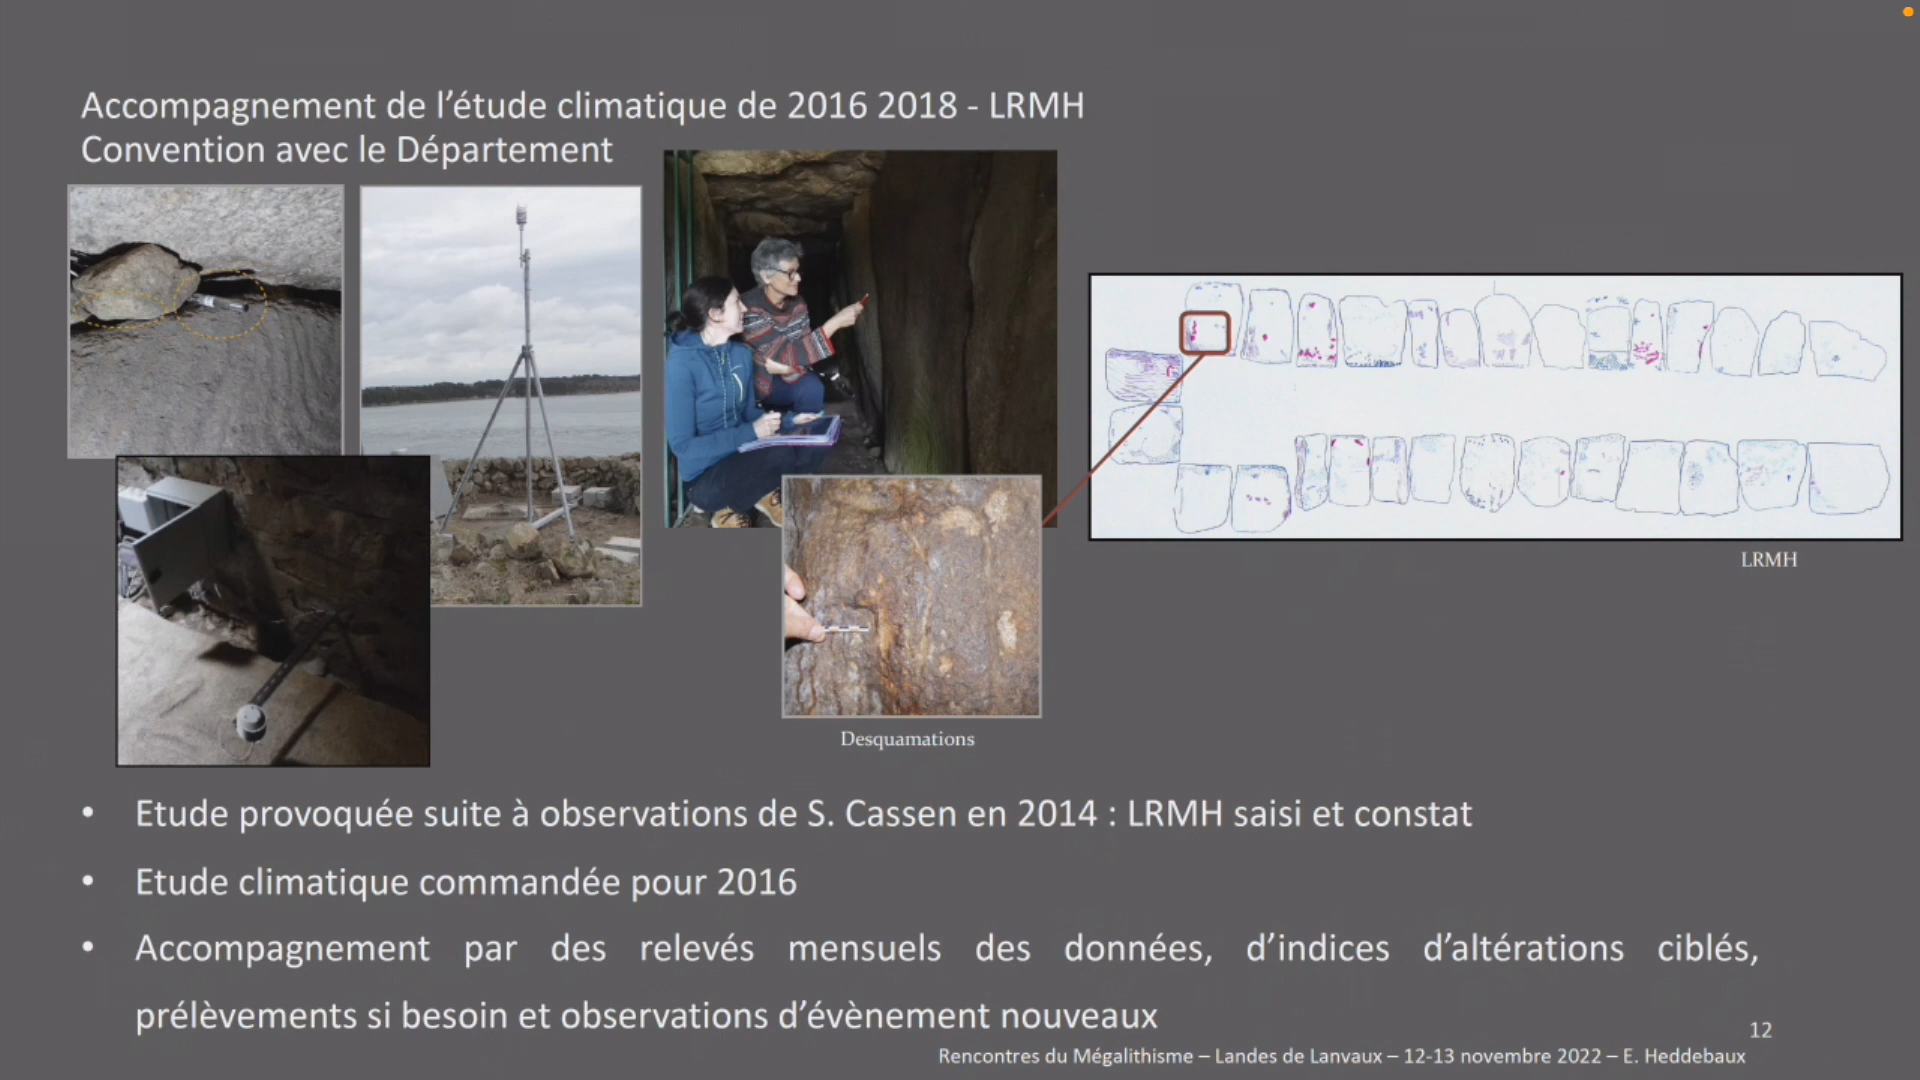 Accompagnement de l’étude climatique de 2016 2018 - LRMH
Convention avec le Département
LRMH
Desquamations
• Etude provoquée suite à observations de S. Cassen en 2014 : LRMH saisi et constat
• Etude climatique commandée pour 2016
• Accompagnement par des relevés mensuels des données, d’indices d’altérations ciblés,
prélèvements si besoin et observations d’évènement nouveaux
12
Rencontres du Mégalithisme – Landes de Lanvaux – 12-13 novembre 2022 – E. Heddebaux